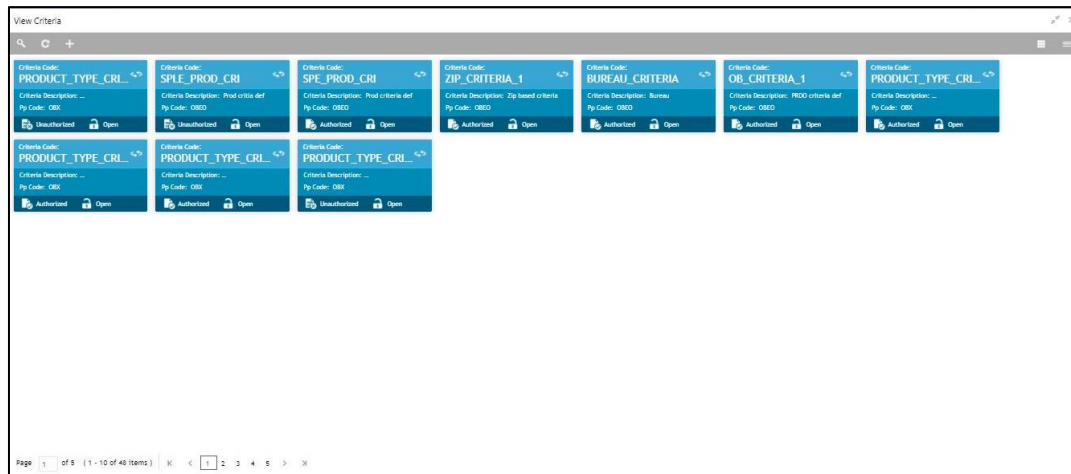 View Criteria
Criteria Code:
PRODUCT_TYPE_CRI...
Criteria Description: ...
Pp Code: OBX
Unauthorized Open
Criteria Code:
SPLE_PROD_CRI
Criteria Description: Prod critia def
Pp Code: OBEO
Unauthorized Open
Criteria Code:
SPE_PROD_CRI
Criteria Description: Prod criteria def
Pp Code: OBEO
Authorized Open
Criteria Code:
ZIP_CRITERIA_1
Criteria Description: Zip based criteria
Pp Code: OBEO
Authorized Open
Criteria Code:
BUREAU_CRITERIA
Criteria Description: Bureau
Pp Code: OBEO
Authorized Open
Criteria Code:
OB_CRITERIA_1
Criteria Description: PRDO criteria def
Pp Code: OBEO
Authorized Open
Criteria Code:
PRODUCT_TYPE_CRI...
Criteria Description: ...
Pp Code: OBX
Authorized Open
Criteria Code:
PRODUCT_TYPE_CRI...
Criteria Description: ...
Pp Code: OBX
Authorized Open
Criteria Code:
PRODUCT_TYPE_CRI...
Criteria Description: ...
Pp Code: OBX
Authorized Open
Criteria Code:
PRODUCT_TYPE_CRI...
Criteria Description: ...
Pp Code: OBX
Unauthorized Open
Page 1 of 5 (1 - 10 of 48 items) 1 2 3 4 5